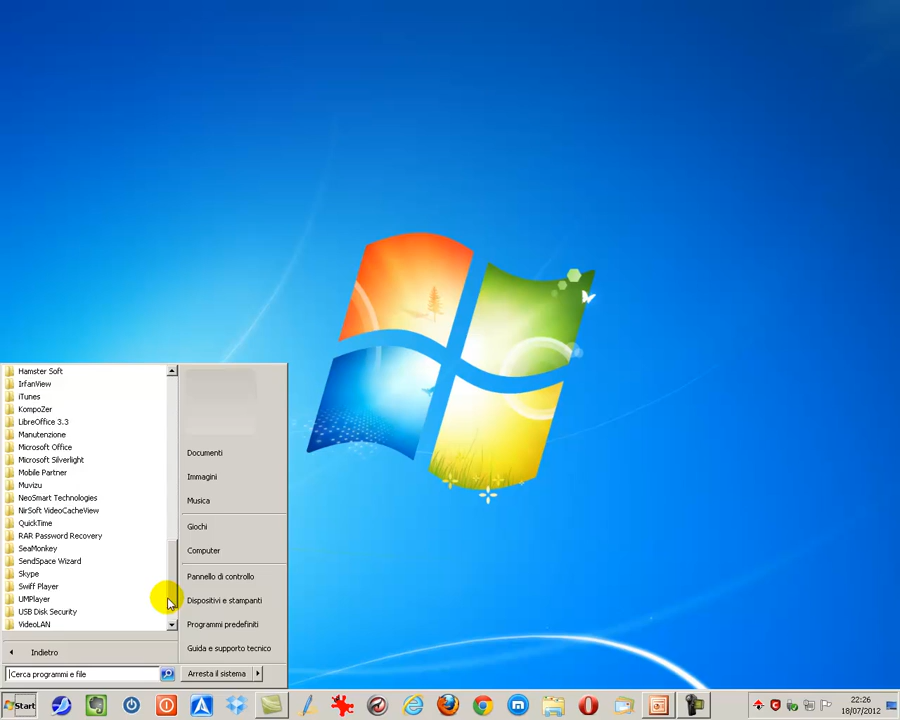 Hamster Soft
IrfanView
iTunes
KompoZer
LibreOffice 3.3
Manutenzione
Microsoft Office
Microsoft Silverlight
Mobile Partner
Muvizu
NeoSmart Technologies
NirSoft VideoCacheView
QuickTime
RAR Password Recovery
SeaMonkey
SendSpace Wizard
Skype
Swiff Player
UMPlayer
USB Disk Security
VideoLAN
Indietro
Cerca programmi e file
Documenti
Immagini
Musica
Giochi
Computer
Pannello di controllo
Dispositivi e stampanti
Programmi predefiniti
Guida e supporto tecnico
Arresta il sistema
Start
22:26
18/07/2012